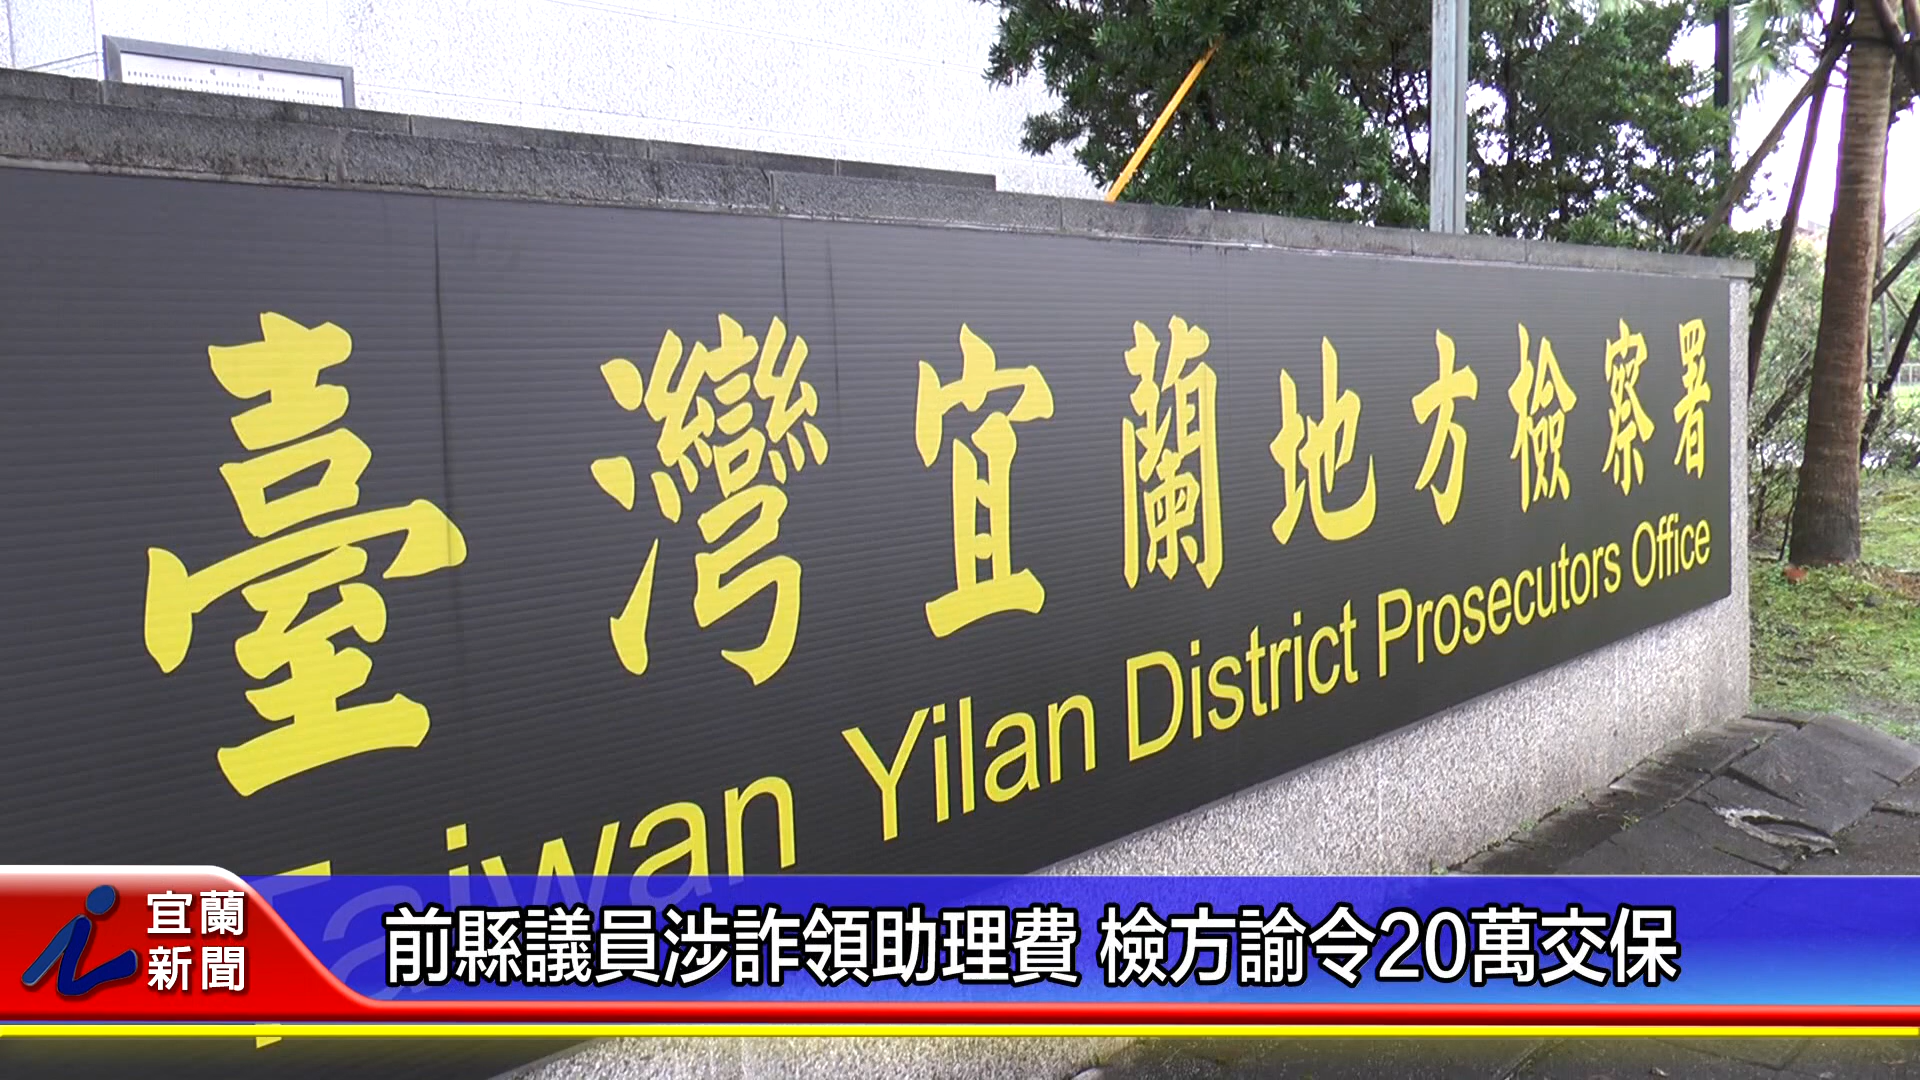 臺灣宜蘭地方檢察署
Taiwan Yilan District Prosecutors Office
宜蘭
新聞
前縣議員涉詐領助理費 檢方諭令20萬交保